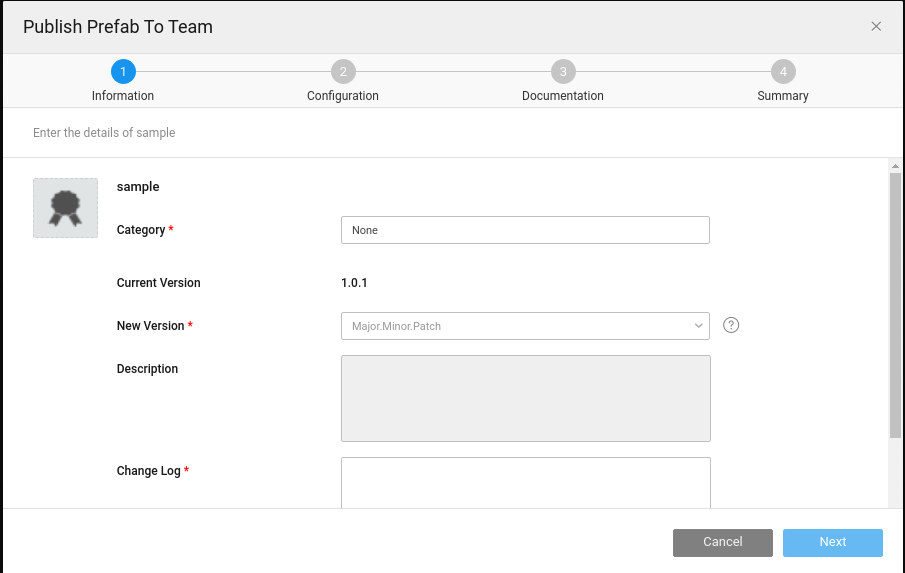 Publish Prefab To Team
1 2 3 4
Information Configuration Documentation Summary
Enter the details of sample
sample
Category * None
Current Version 1.0.1
New Version * Major.Minor.Patch ?
Description
Change Log *
Cancel Next